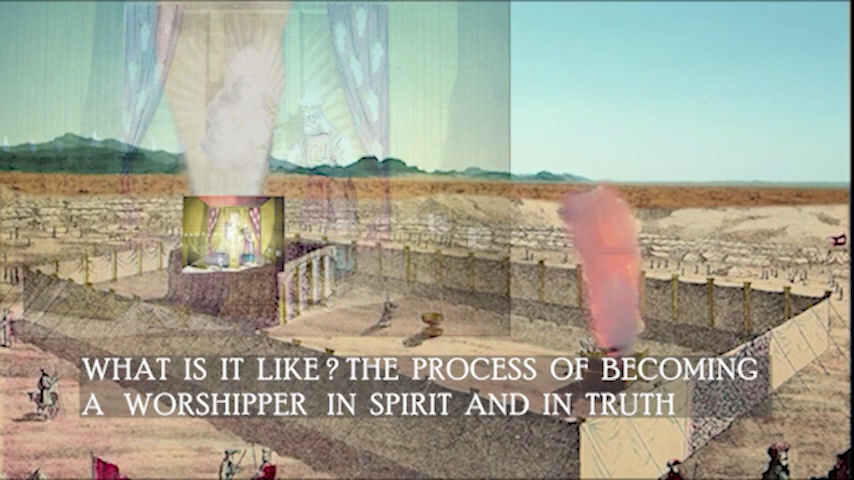 WHAT IS IT LIKE ? THE PROCESS OF BECOMING
A WORSHIPPER IN SPIRIT AND IN TRUTH